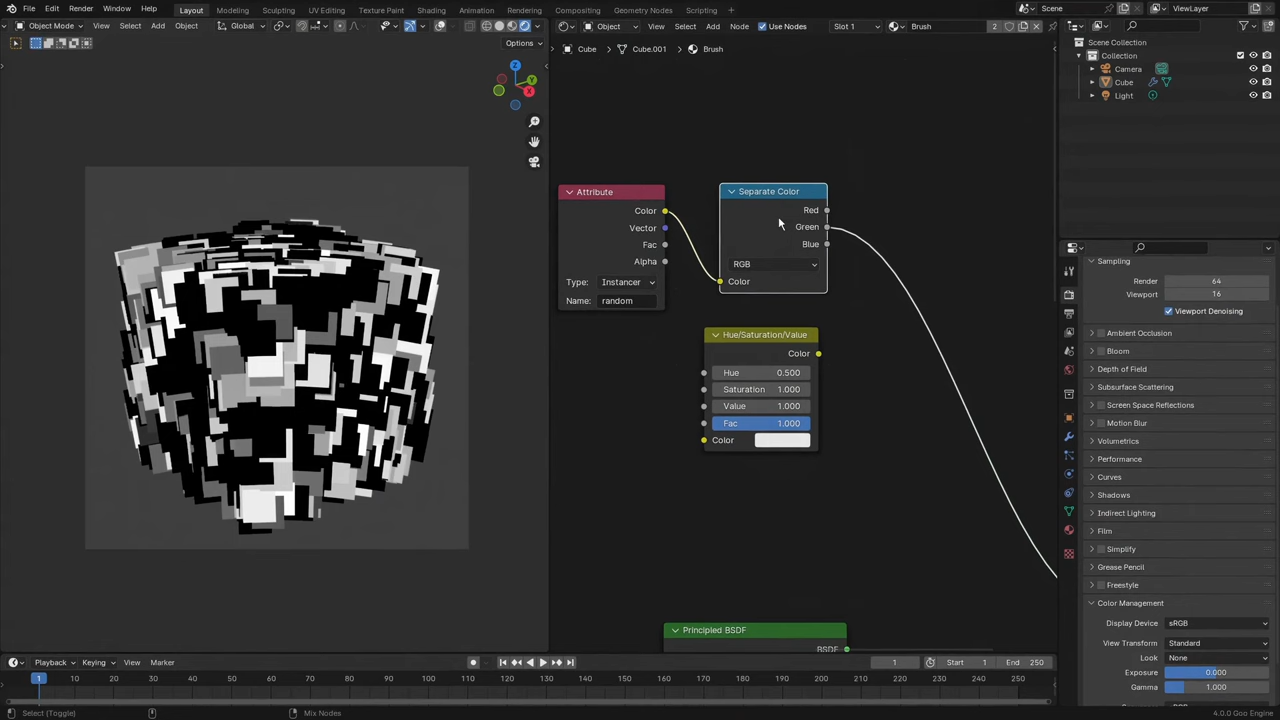 File Edit Render Window Help Layout Modeling Sculpting UV Editing Texture Paint Shading Animation Rendering Compositing Geometry Nodes Scripting Scene ViewLayer
Object Mode View Select Add Object Global Object View Select Add Node Use Nodes Slot 1 Brush 2
Options Cube Cube.001 Brush
Scene Collection
Collection
Camera
Cube
Light
Z
Y
X
Attribute
Color
Vector
Fac
Alpha
Type: Instancer
Name: random
Separate Color
Red
Green
Blue
RGB
Color
Hue/Saturation/Value
Color
Hue 0.500
Saturation 1.000
Value 1.000
Fac 1.000
Color
Principled BSDF
BSDF
Sampling
Render 64
Viewport 16
Viewport Denoising
Ambient Occlusion
Bloom
Depth of Field
Subsurface Scattering
Screen Space Reflections
Motion Blur
Volumetrics
Performance
Curves
Shadows
Indirect Lighting
Film
Simplify
Grease Pencil
Freestyle
Color Management
Display Device sRGB
View Transform Standard
Look None
Exposure 0.000
Gamma 1.000
Playback Keying View Marker 1 Start 1 End 250
1 10 20 30 40 50 60 70 80 90 100 110 120 130 140 150 160 170 180 190 200 210 220 230 240 250
Select (Toggle) Mix Nodes 4.0.0 Goo Engine